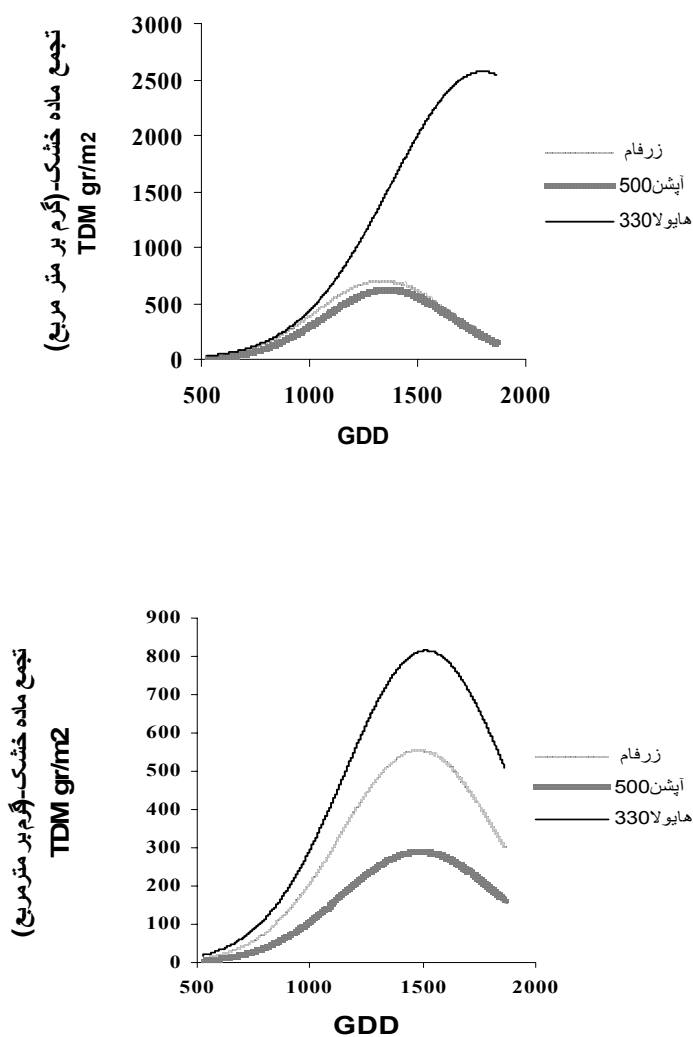 تجمع ماده خشک-(گرم بر متر مربع)
TDM gr/m2
3000
2500
2000
1500
1000
500
0
500 1000 1500 2000
GDD
زرفام
آپشن500
هایولا330
تجمع ماده خشک-(گرم بر مترمربع)
TDM gr/m2
900
800
700
600
500
400
300
200
100
0
500 1000 1500 2000
GDD
زرفام
آپشن500
هایولا330